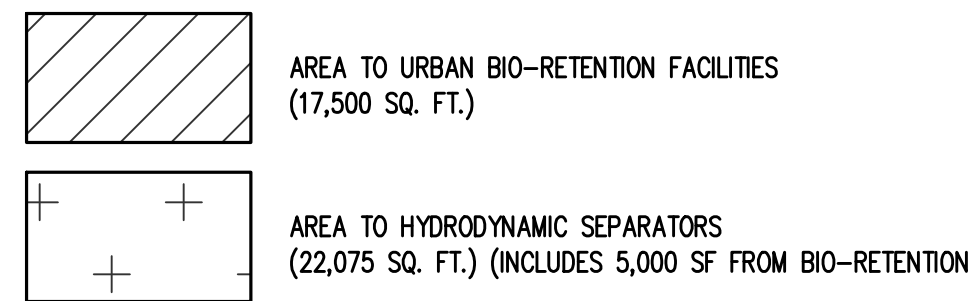 AREA TO URBAN BIO-RETENTION FACILITIES
(17,500 SQ. FT.)
AREA TO HYDRODYNAMIC SEPARATORS
(22,075 SQ. FT.) (INCLUDES 5,000 SF FROM BIO-RETENTION